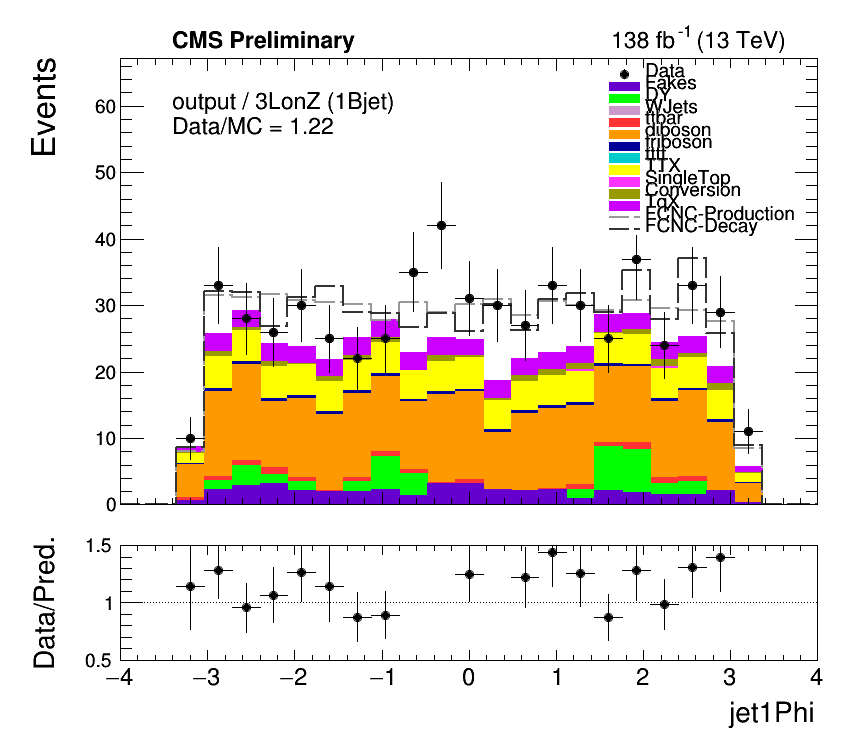 CMS Preliminary
138 fb-1 (13 TeV)
Events
output / 3LonZ (1Bjet)
Data/MC = 1.22
Data
Fakes
DY
WJets
ttbar
diboson
triboson
tttt
TTX
SingleTop
Conversion
TqX
FCNC-Production
FCNC-Decay
60
50
40
30
20
10
0
Data/Pred.
1.5
1
0.5
−4 −3 −2 −1 0 1 2 3 4
jet1Phi